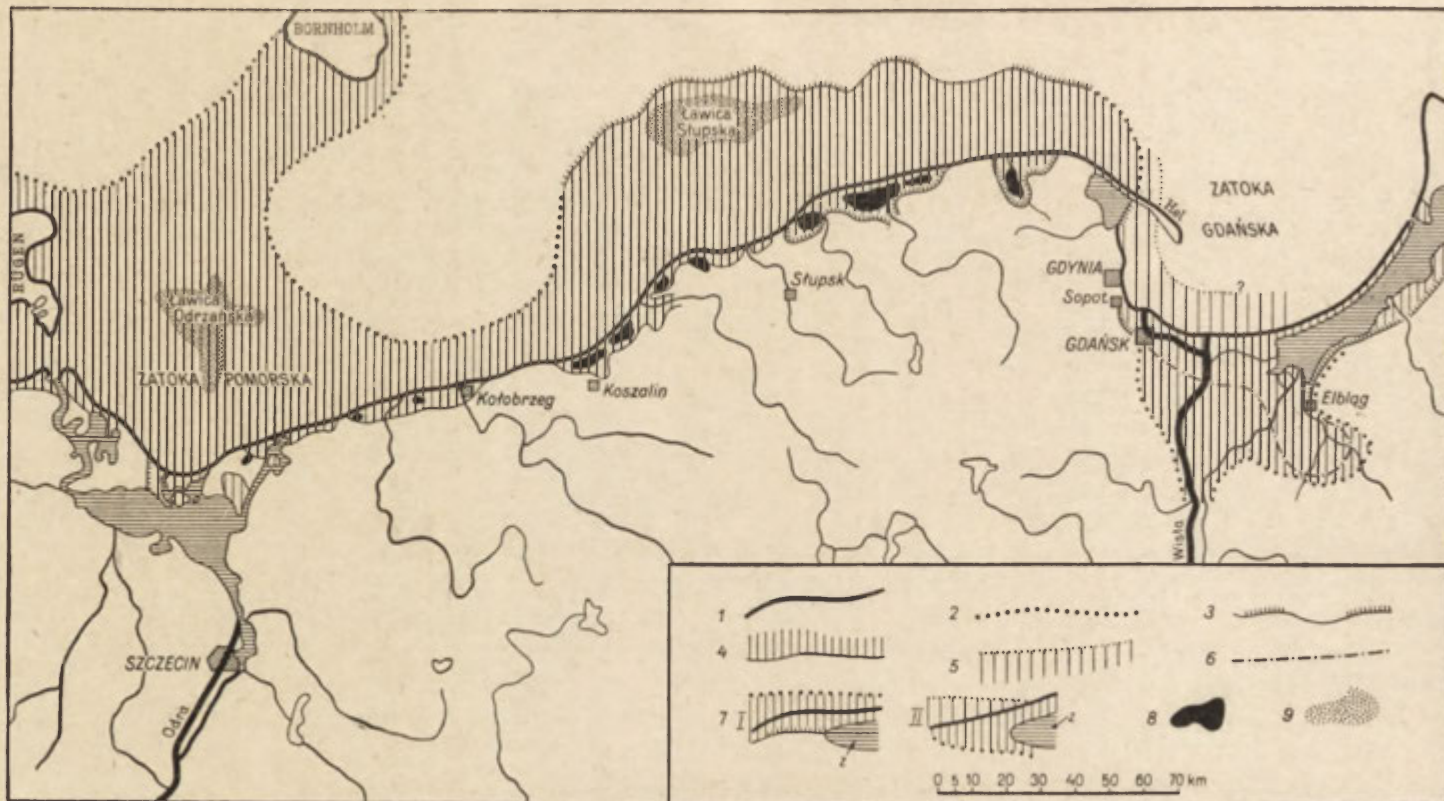 BORNHOLM
Ławica
Słupska
ZATOKA
GDAŃSKA
Hel
RUGEN
GDYNIA
Sopot
Słupsk
?
Ławica
Odrzańska
GDAŃSK
ZATOKA POMORSKA
Kołobrzeg
Koszalin
Elbląg
Wisła
SZCZECIN
Odra
1
2
3
4
5
6
7 I
z
II
z
8
9
0 5 10 20 30 40 50 60 70 km